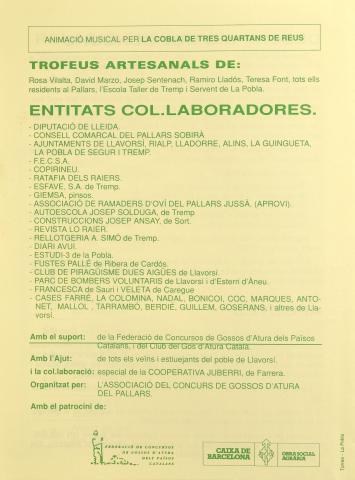 ANIMACIÓ MUSICAL PER LA COBLA DE TRES QUARTANS DE REUS
TROFEUS ARTESANALS DE:
Rosa Vilalta, David Marzo, Josep Sentenach, Ramiro Lladós, Teresa Font, tots ells
residents al Pallars, l'Escola Taller de Tremp i Servent de La Pobla.
ENTITATS COL.LABORADORES.
- DIPUTACIÓ DE LLEIDA.
- CONSELL COMARCAL DEL PALLARS SOBIRÀ
- AJUNTAMENTS DE LLAVORSÍ, RIALP, LLADORRE, ALINS, LA GUINGUETA,
LA POBLA DE SEGUR I TREMP.
- F.E.C.S.A.
- COPIRINEU.
- RATAFIA DELS RAIERS.
- ESFAVE, S.A. de Tremp.
- GIEMSA, pinsos.
- ASSOCIACIÓ DE RAMADERS D'OVÍ DEL PALLARS JUSSÀ. (APROVI).
- AUTOESCOLA JOSEP SOLDUGA, de Tremp
- CONSTRUCCIONS JOSEP ANSAY, de Sort.
- REVISTA LO RAIER.
- RELLOTGERIA A. SIMÓ de Tremp.
- DIARI AVUI.
- ESTUDI-3 de la Pobla.
- FUSTES PALLÉ de Ribera de Cardós.
- CLUB DE PIRAGÜISME DUES AIGÜES de Llavorsí.
- PARC DE BOMBERS VOLUNTARIS de Llavorsí i d'Esterri d'Àneu.
- FRANCESCA de Sauri i VELETA de Caregue
- CASES FARRÉ, LA COLOMINA, NADAL, BONICOI, COC, MARQUES, ANTO-
NET, MALLOL, TARRAMBO, BERDIÉ, GUILLEM, GOSERANS, i altres de Lla-
vorsí.
Amb el suport: de la Federació de Concursos de Gossos d'Atura dels Països
Catalans, i del Club del Gos d'Atura Català.
Amb l'Ajut: de tots els veïns i estiuejants del poble de Llavorsí.
i la col.laboració: especial de la COOPERATIVA JUBERRI, de Farrera.
Organitzat per: L'ASSOCIACIÓ DEL CONCURS DE GOSSOS D'ATURA
DEL PALLARS.
Amb el patrocini de:
FEDERACIÓ DE CONCURSOS
DE GOSSOS D'ATURA
DELS PAÏSOS
CATALANS
CAIXA DE
BARCELONA
OBRA SOCIAL
AGRÀRIA
Torres - La Pobla